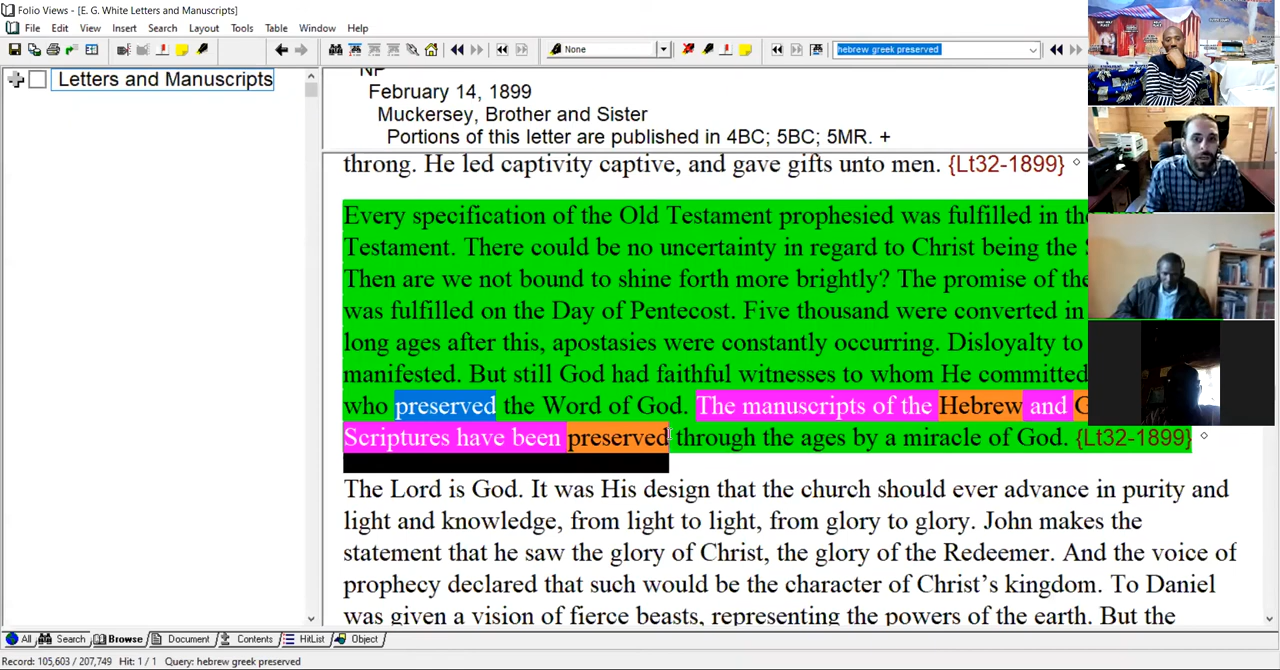 Folio Views - [E. G. White Letters and Manuscripts]
File Edit View Insert Search Layout Tools Table Window Help
None
hebrew greek preserved
Letters and Manuscripts
NP
February 14, 1899
Muckersey, Brother and Sister
Portions of this letter are published in 4BC; 5BC; 5MR. +
throng. He led captivity captive, and gave gifts unto men. {Lt32-1899}
Every specification of the Old Testament prophesied was fulfilled in the
Testament. There could be no uncertainty in regard to Christ being the
Then are we not bound to shine forth more brightly? The promise of the
was fulfilled on the Day of Pentecost. Five thousand were converted in
long ages after this, apostasies were constantly occurring. Disloyalty to
manifested. But still God had faithful witnesses to whom He committed
who preserved the Word of God. The manuscripts of the Hebrew and
Scriptures have been preserved through the ages by a miracle of God. {Lt32-1899}
The Lord is God. It was His design that the church should ever advance in purity and
light and knowledge, from light to light, from glory to glory. John makes the
statement that he saw the glory of Christ, the glory of the Redeemer. And the voice of
prophecy declared that such would be the character of Christ’s kingdom. To Daniel
was given a vision of fierce beasts, representing the powers of the earth. But the
All Search Browse Document Contents HitList Object
Record: 105,603 / 207,749 Hit: 1 / 1 Query: hebrew greek preserved